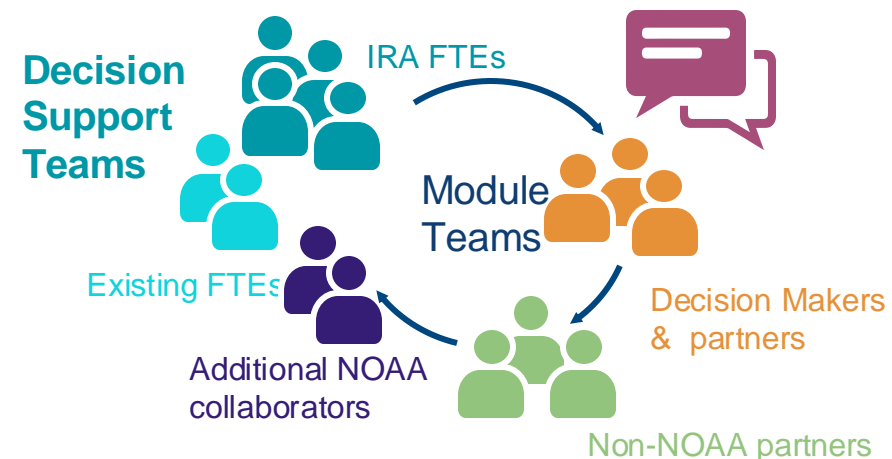 Decision
Support
Teams
IRA FTEs
Module
Teams
Existing FTEs
Decision Makers
& partners
Additional NOAA
collaborators
Non-NOAA partners